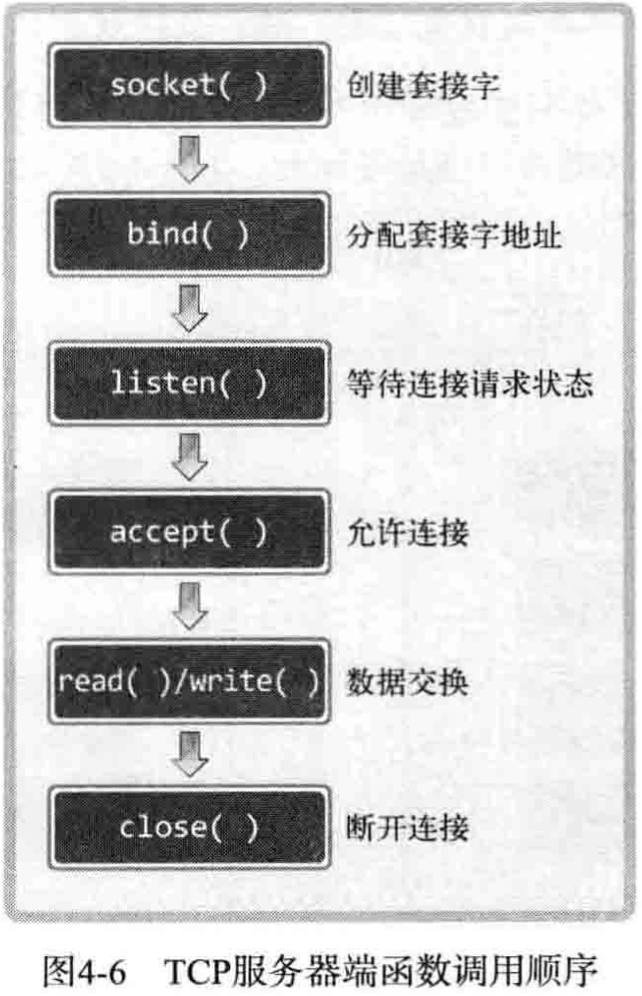 socket( ) 创建套接字
bind( ) 分配套接字地址
listen( ) 等待连接请求状态
accept( ) 允许连接
read( )/write( ) 数据交换
close( ) 断开连接
图4-6 TCP服务器端函数调用顺序